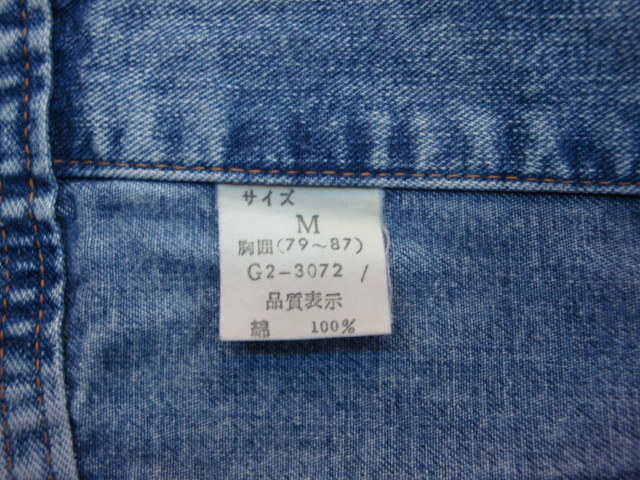 サイズ
M
胸囲(79～87)
G2-3072 /
品質表示
綿 100%